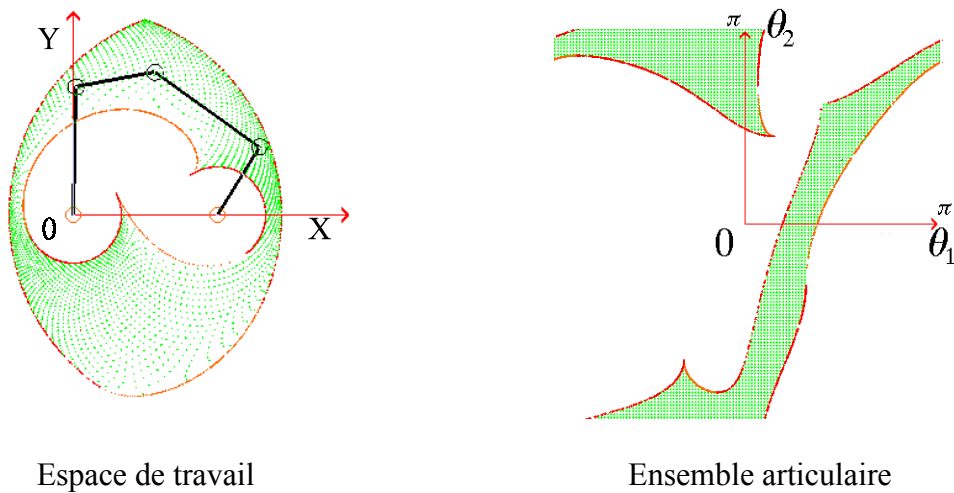 Y
0
X
π
θ2
0
π
θ1
Espace de travail
Ensemble articulaire